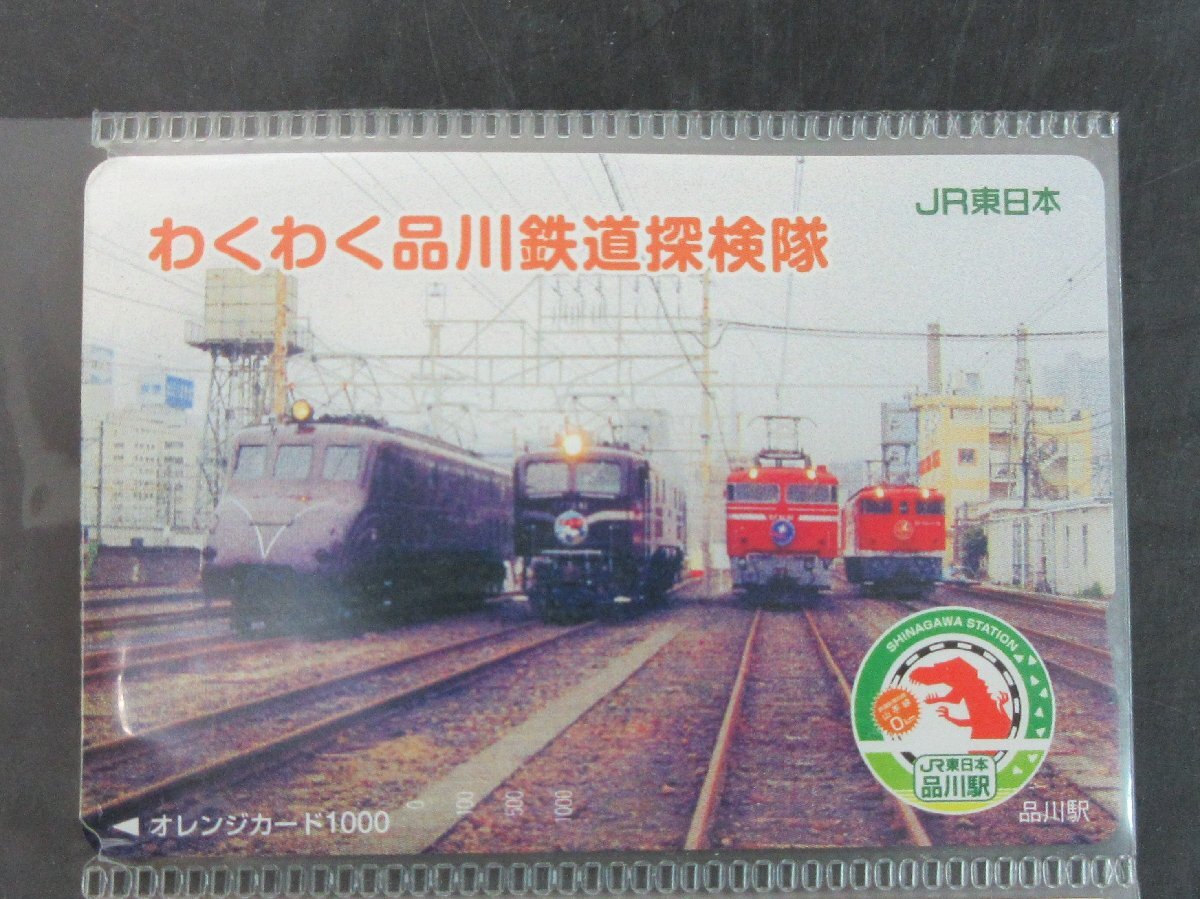 JR東日本
わくわく品川鉄道探検隊
SHINAGAWA STATION
0km
JR東日本
品川駅
品川駅
◀ オレンジカード1000
0 100 500 1000